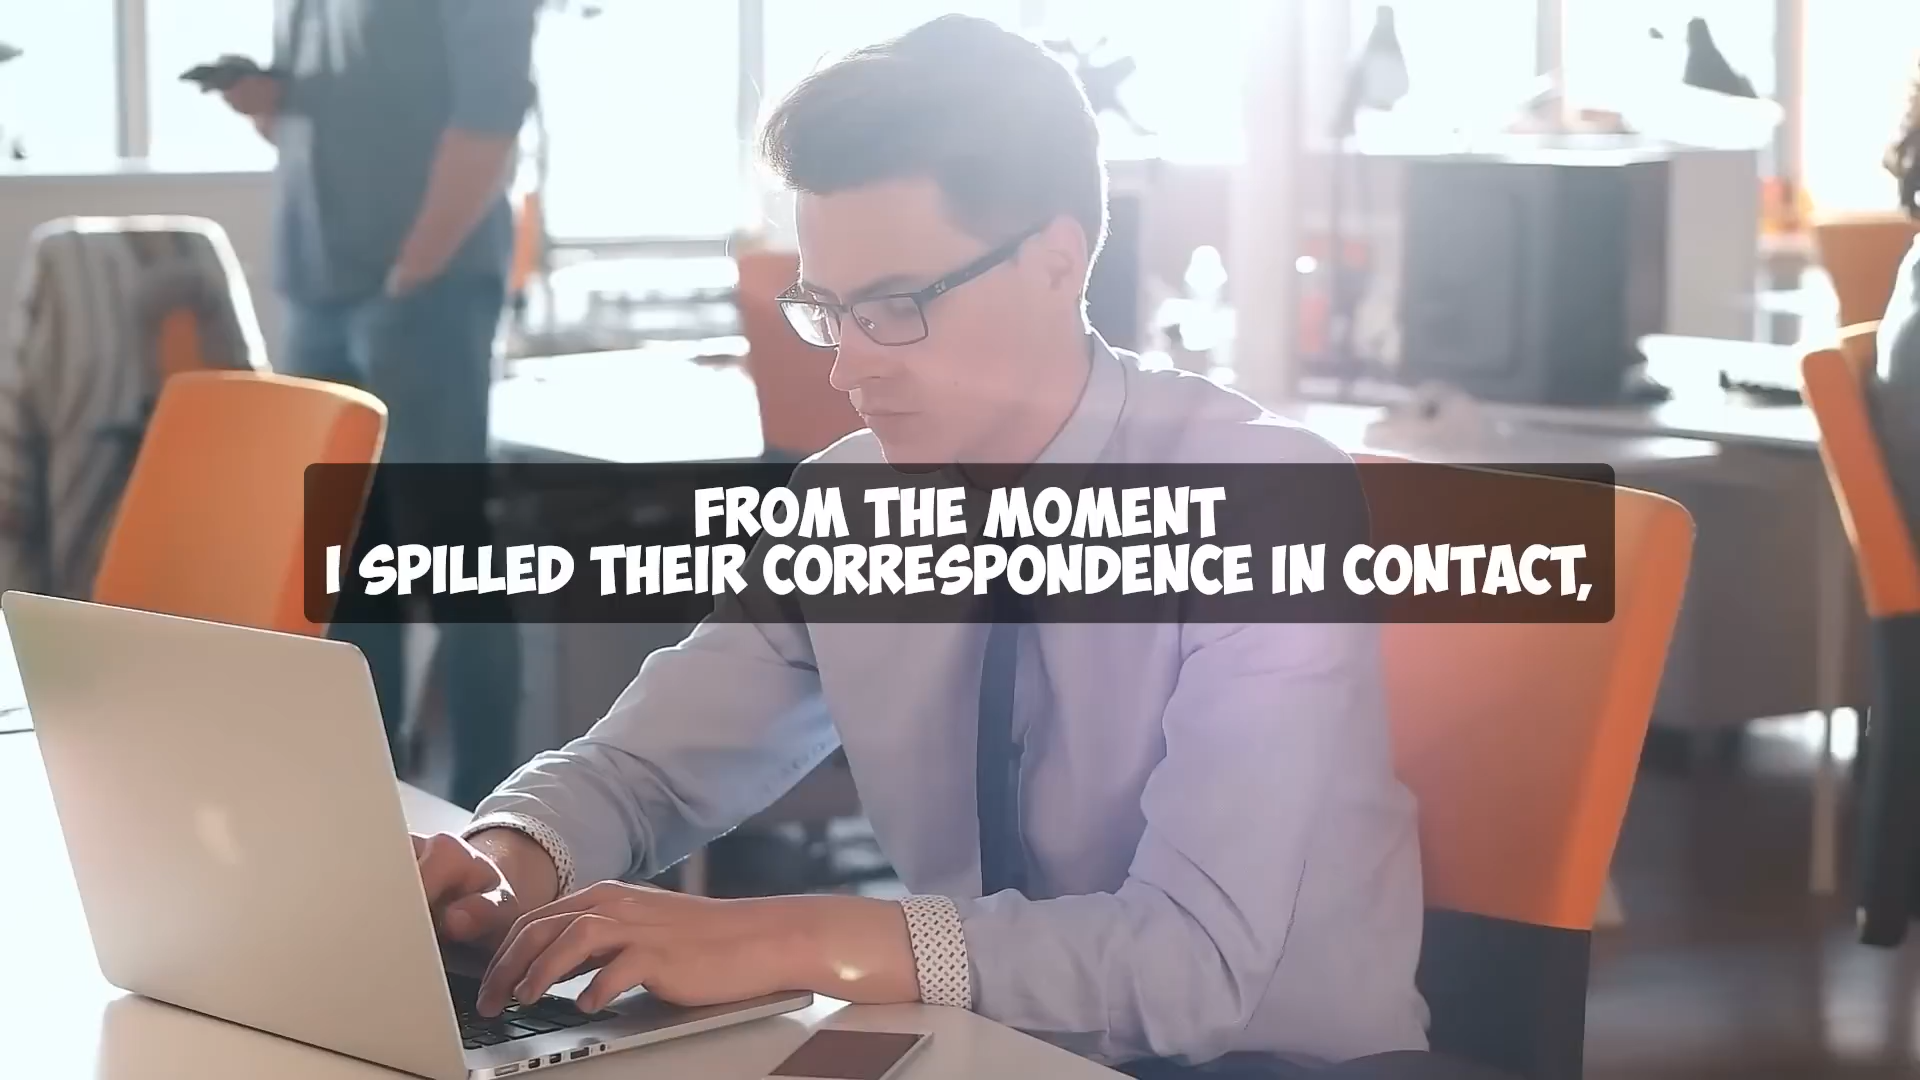 FROM THE MOMENT
I SPILLED THEIR CORRESPONDENCE IN CONTACT,